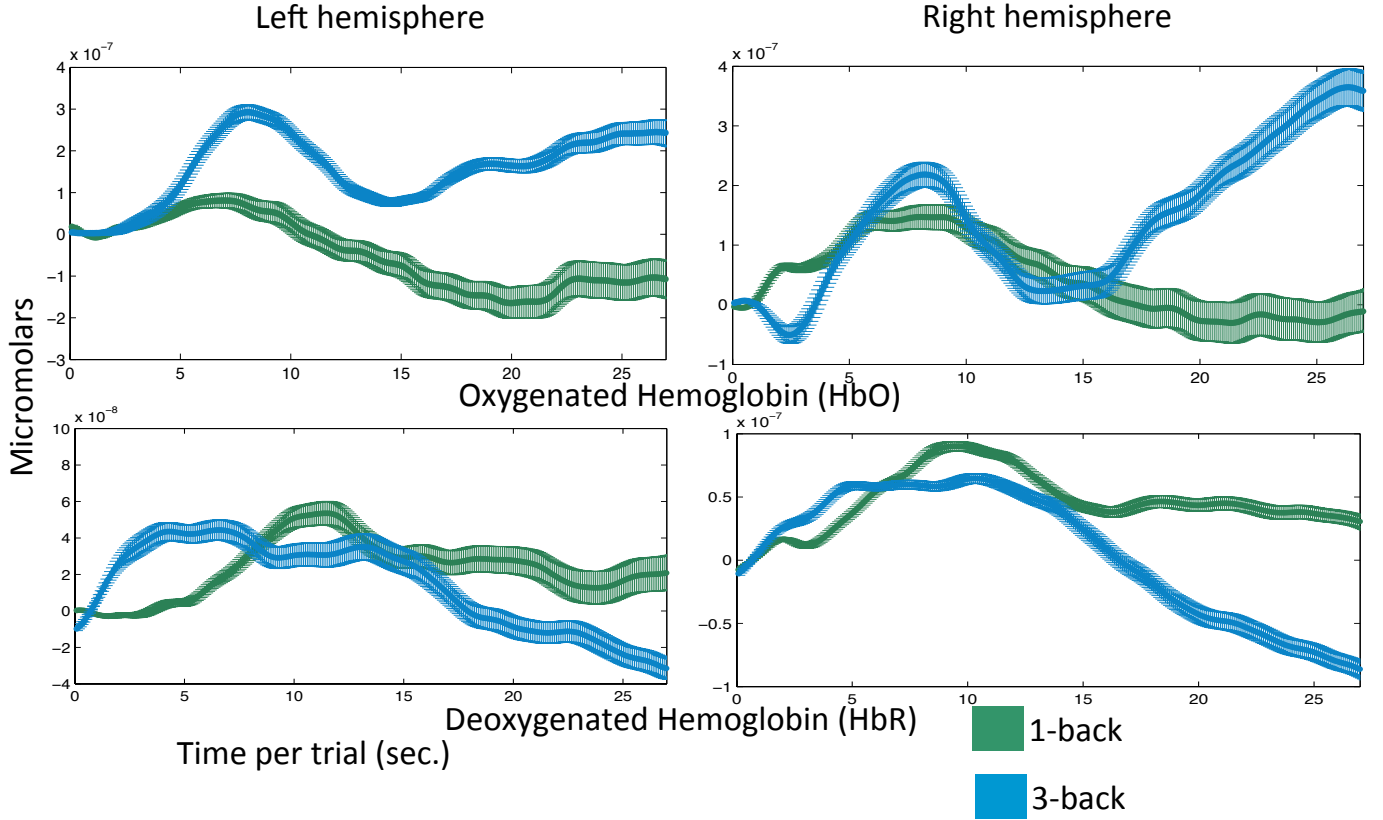 Left hemisphere
Right hemisphere
x 10⁻⁷
4
3
2
1
0
−1
−2
−3
0 5 10 15 20 25
x 10⁻⁷
4
3
2
1
0
−1
0 5 10 15 20 25
Micromolars
Oxygenated Hemoglobin (HbO)
x 10⁻⁸
10
8
6
4
2
0
−2
−4
0 5 10 15 20 25
x 10⁻⁷
1
0.5
0
−0.5
−1
0 5 10 15 20 25
Deoxygenated Hemoglobin (HbR)
Time per trial (sec.)
1-back
3-back